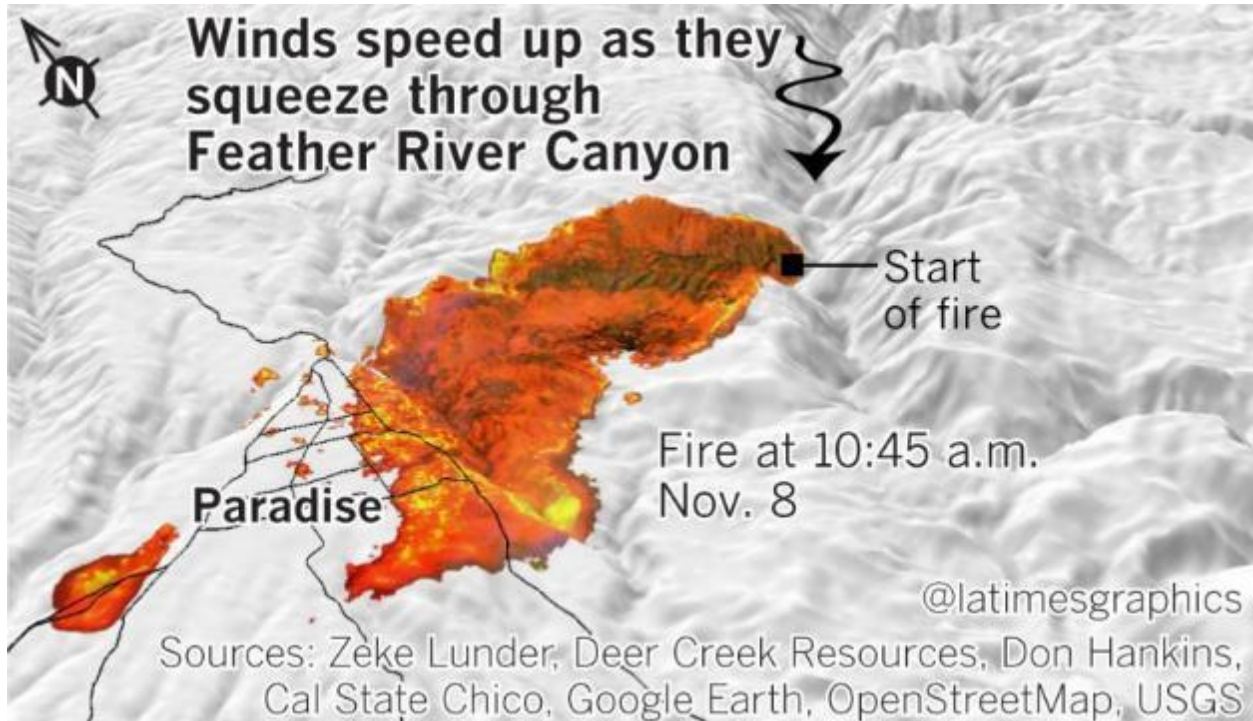 N
Winds speed up as they
squeeze through
Feather River Canyon
Start
of fire
Fire at 10:45 a.m.
Nov. 8
Paradise
@latimesgraphics
Sources: Zeke Lunder, Deer Creek Resources, Don Hankins,
Cal State Chico, Google Earth, OpenStreetMap, USGS